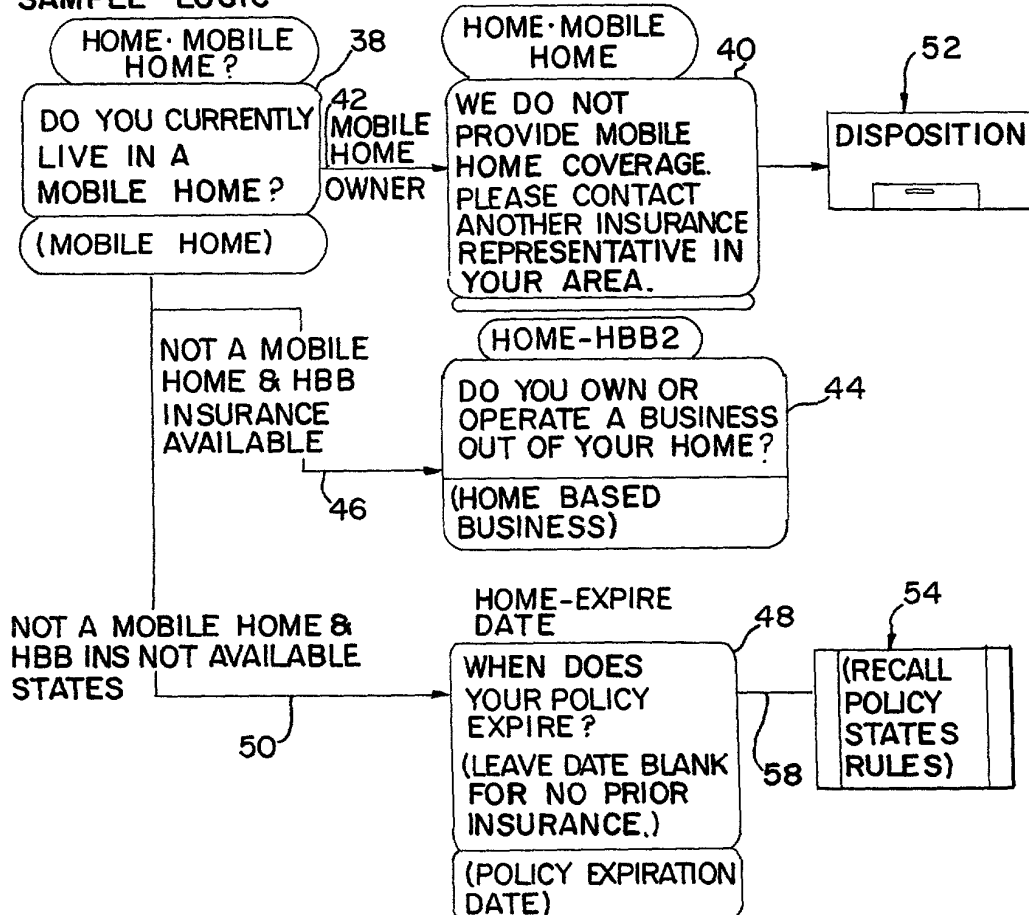 SAMPLE LOGIC
HOME·MOBILE
HOME?
38
DO YOU CURRENTLY
LIVE IN A
MOBILE HOME?
(MOBILE HOME)
42
MOBILE
HOME
OWNER
HOME·MOBILE
HOME
40
WE DO NOT
PROVIDE MOBILE
HOME COVERAGE.
PLEASE CONTACT
ANOTHER INSURANCE
REPRESENTATIVE IN
YOUR AREA.
52
DISPOSITION
NOT A MOBILE
HOME & HBB
INSURANCE
AVAILABLE
46
HOME-HBB2
DO YOU OWN OR
OPERATE A BUSINESS
OUT OF YOUR HOME?
44
(HOME BASED
BUSINESS)
NOT A MOBILE HOME &
HBB INS NOT AVAILABLE
STATES
50
HOME-EXPIRE
DATE
48
WHEN DOES
YOUR POLICY
EXPIRE?
(LEAVE DATE BLANK
FOR NO PRIOR
INSURANCE.)
(POLICY EXPIRATION
DATE)
58
54
(RECALL
POLICY
STATES
RULES)